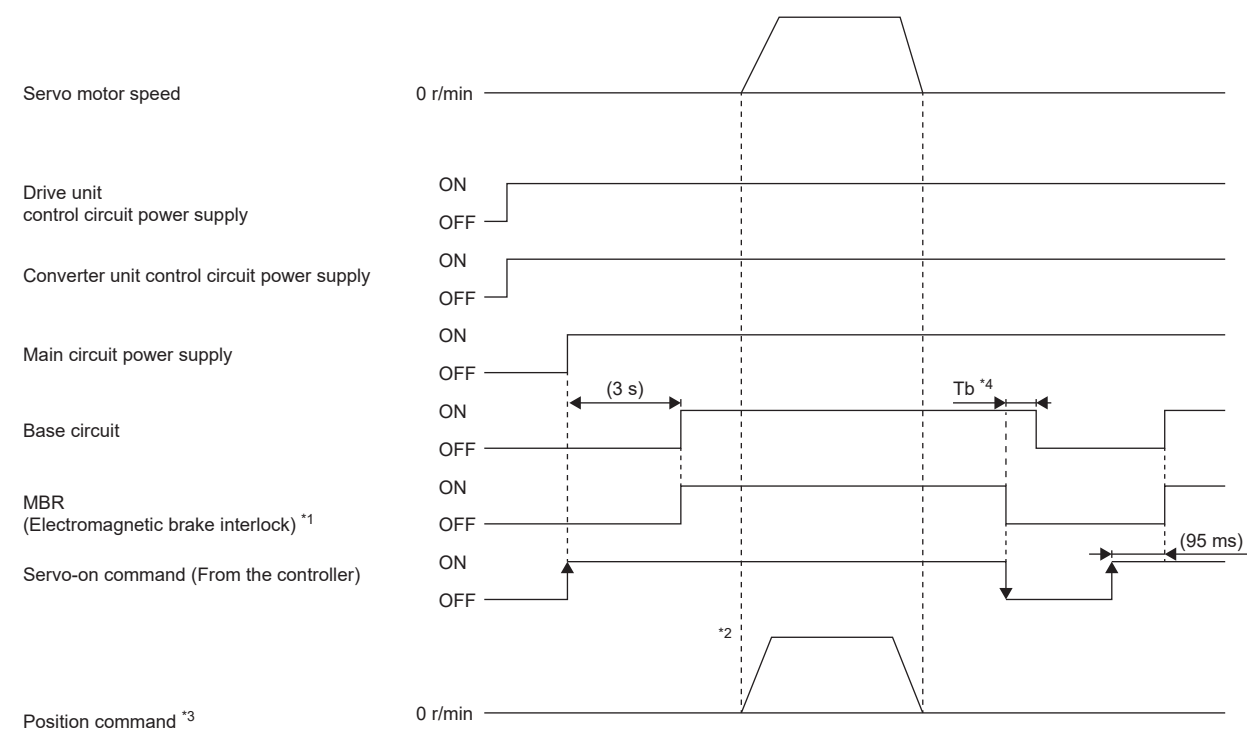 Servo motor speed
0 r/min
Drive unit
control circuit power supply
ON
OFF
Converter unit control circuit power supply
ON
OFF
Main circuit power supply
ON
OFF
(3 s)
Tb *4
Base circuit
ON
OFF
MBR
(Electromagnetic brake interlock) *1
ON
OFF
(95 ms)
Servo-on command (From the controller)
ON
OFF
*2
Position command *3
0 r/min